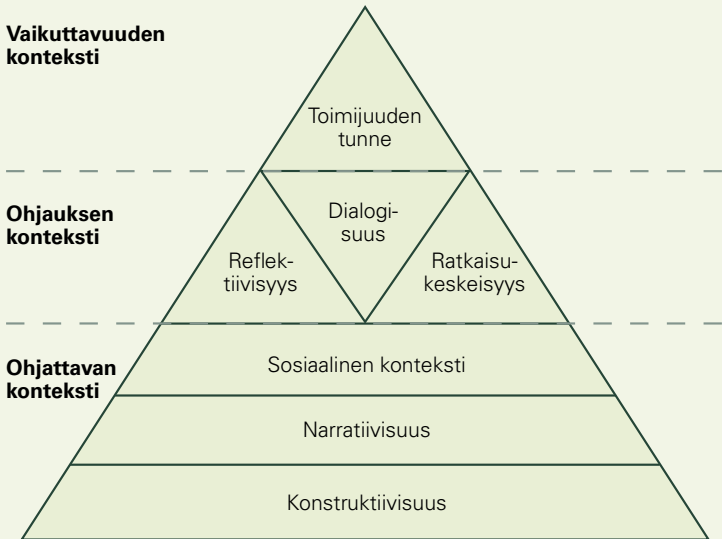 Vaikuttavuuden
konteksti
Toimijuuden
tunne
Ohjauksen
konteksti
Dialogi-
suus
Reflek-
tiivisyys
Ratkaisu-
keskeisyys
Ohjattavan
konteksti
Sosiaalinen konteksti
Narratiivisuus
Konstruktiivisuus